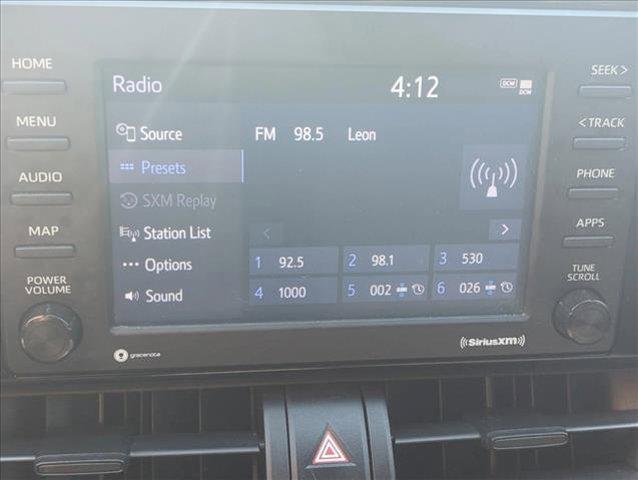 HOME
MENU
AUDIO
MAP
POWER
VOLUME
Radio
4:12
DCW
DCM
Source
FM 98.5 Leon
Presets
SXM Replay
Station List
Options
Sound
< >
1 92.5
2 98.1
3 530
4 1000
5 002
6 026
SEEK >
< TRACK
PHONE
APPS
TUNE
SCROLL
gracenote
((SiriusXM))